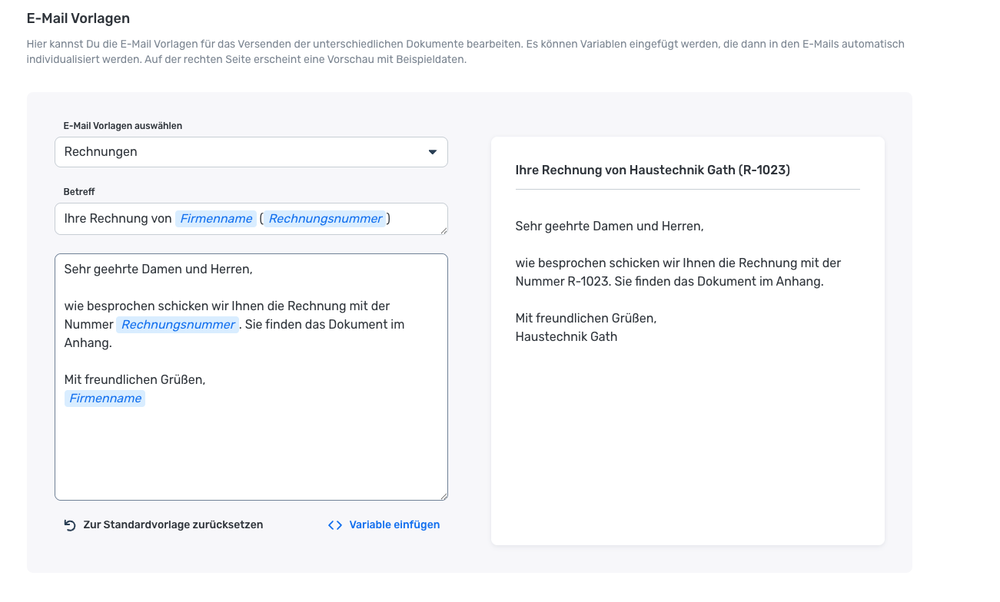 E-Mail Vorlagen
Hier kannst Du die E-Mail Vorlagen für das Versenden der unterschiedlichen Dokumente bearbeiten. Es können Variablen eingefügt werden, die dann in den E-Mails automatisch
individualisiert werden. Auf der rechten Seite erscheint eine Vorschau mit Beispieldaten.
E-Mail Vorlagen auswählen
Rechnungen
Betreff
Ihre Rechnung von Firmenname (Rechnungsnummer)
Sehr geehrte Damen und Herren,
wie besprochen schicken wir Ihnen die Rechnung mit der
Nummer Rechnungsnummer. Sie finden das Dokument im
Anhang.
Mit freundlichen Grüßen,
Firmenname
Zur Standardvorlage zurücksetzen
Variable einfügen
Ihre Rechnung von Haustechnik Gath (R-1023)
Sehr geehrte Damen und Herren,
wie besprochen schicken wir Ihnen die Rechnung mit der
Nummer R-1023. Sie finden das Dokument im Anhang.
Mit freundlichen Grüßen,
Haustechnik Gath